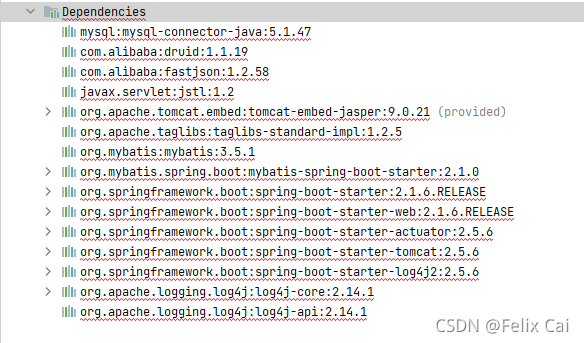 Dependencies
mysql:mysql-connector-java:5.1.47
com.alibaba:druid:1.1.19
com.alibaba:fastjson:1.2.58
javax.servlet:jstl:1.2
org.apache.tomcat.embed:tomcat-embed-jasper:9.0.21 (provided)
org.apache.taglibs:taglibs-standard-impl:1.2.5
org.mybatis:mybatis:3.5.1
org.mybatis.spring.boot:mybatis-spring-boot-starter:2.1.0
org.springframework.boot:spring-boot-starter:2.1.6.RELEASE
org.springframework.boot:spring-boot-starter-web:2.1.6.RELEASE
org.springframework.boot:spring-boot-starter-actuator:2.5.6
org.springframework.boot:spring-boot-starter-tomcat:2.5.6
org.springframework.boot:spring-boot-starter-log4j2:2.5.6
org.apache.logging.log4j:log4j-core:2.14.1
org.apache.logging.log4j:log4j-api:2.14.1
CSDN @Felix Cai